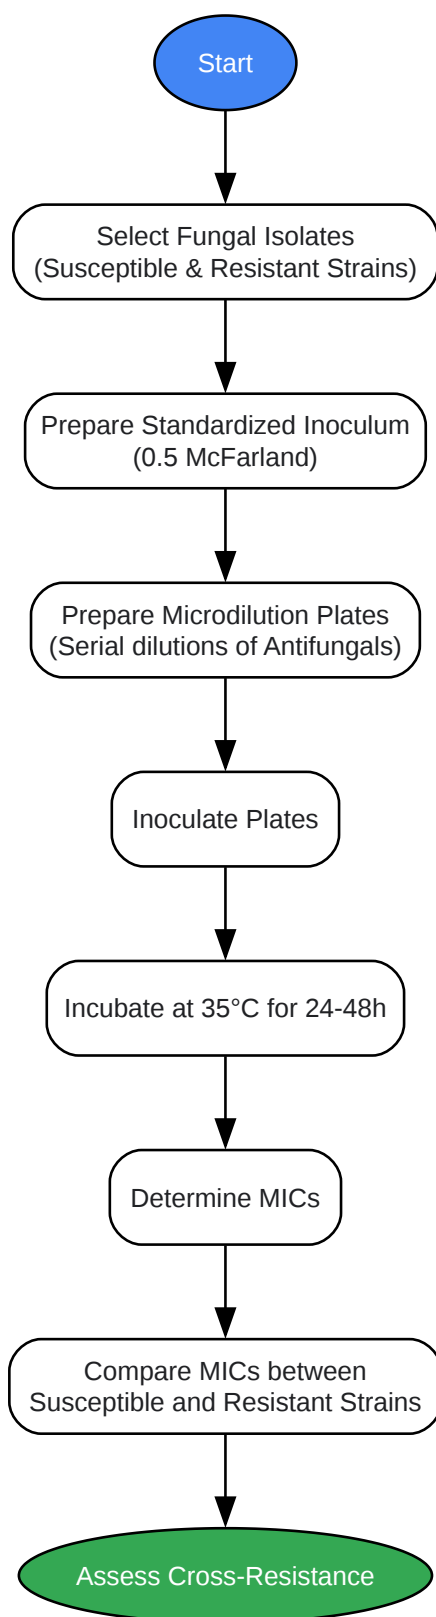 Start
Select Fungal Isolates
(Susceptible & Resistant Strains)
Prepare Standardized Inoculum
(0.5 McFarland)
Prepare Microdilution Plates
(Serial dilutions of Antifungals)
Inoculate Plates
Incubate at 35°C for 24-48h
Determine MICs
Compare MICs between
Susceptible and Resistant Strains
Assess Cross-Resistance